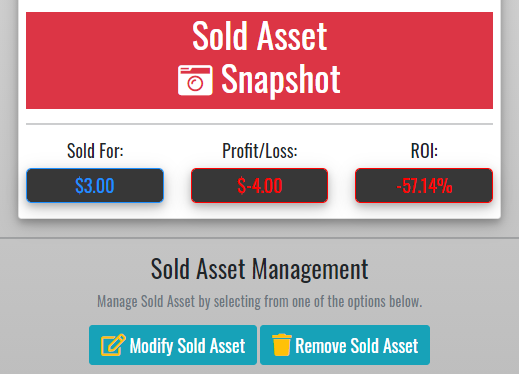 Sold Asset
Snapshot
Sold For: Profit/Loss: ROI:
$3.00 $-4.00 -57.14%
Sold Asset Management
Manage Sold Asset by selecting from one of the options below.
Modify Sold Asset Remove Sold Asset